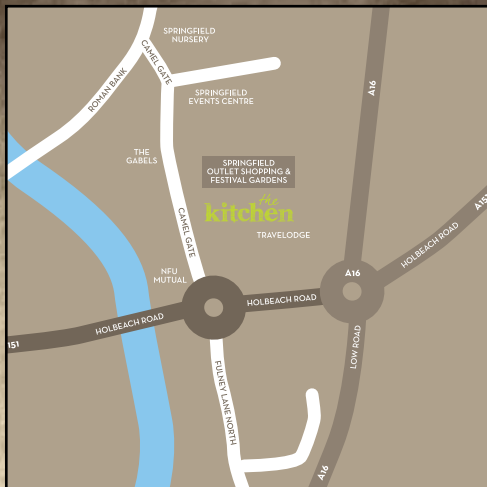 SPRINGFIELD
NURSERY
CAMEL GATE
ROMAN BANK
A16
SPRINGFIELD
EVENTS CENTRE
THE
GABELS
SPRINGFIELD
OUTLET SHOPPING &
FESTIVAL GARDENS
the
kitchen
A151
CAMEL GATE
TRAVELODGE
HOLBEACH ROAD
NFU
MUTUAL
A16
HOLBEACH ROAD
HOLBEACH ROAD
151
LOW ROAD
FULNEY LANE NORTH
A16